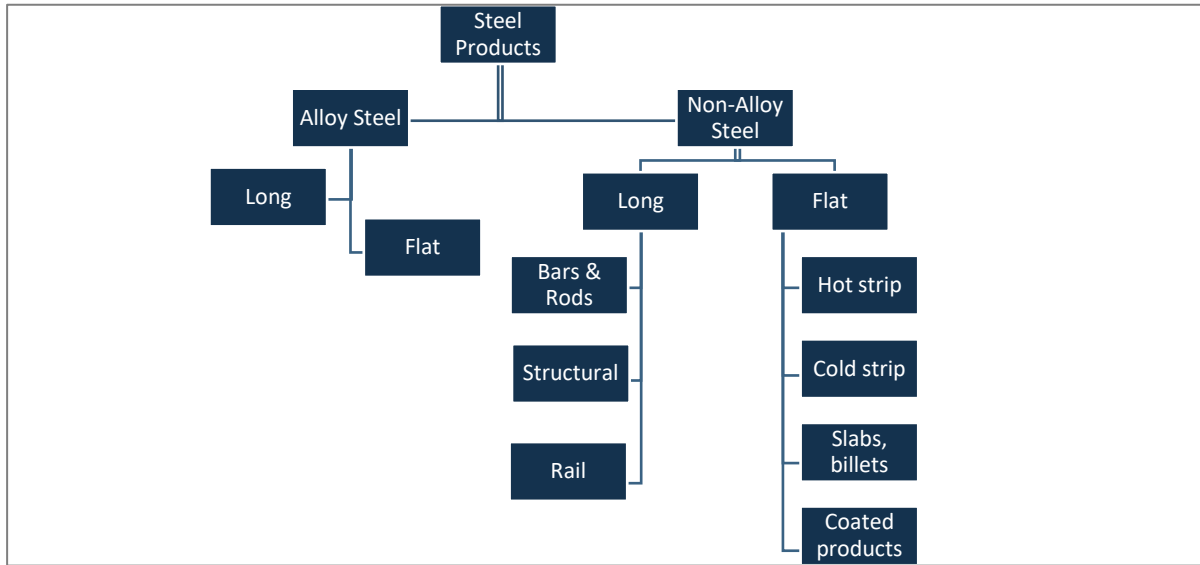 Steel
Products
Alloy Steel
Non-Alloy
Steel
Long
Flat
Long
Flat
Bars &
Rods
Structural
Rail
Hot strip
Cold strip
Slabs,
billets
Coated
products